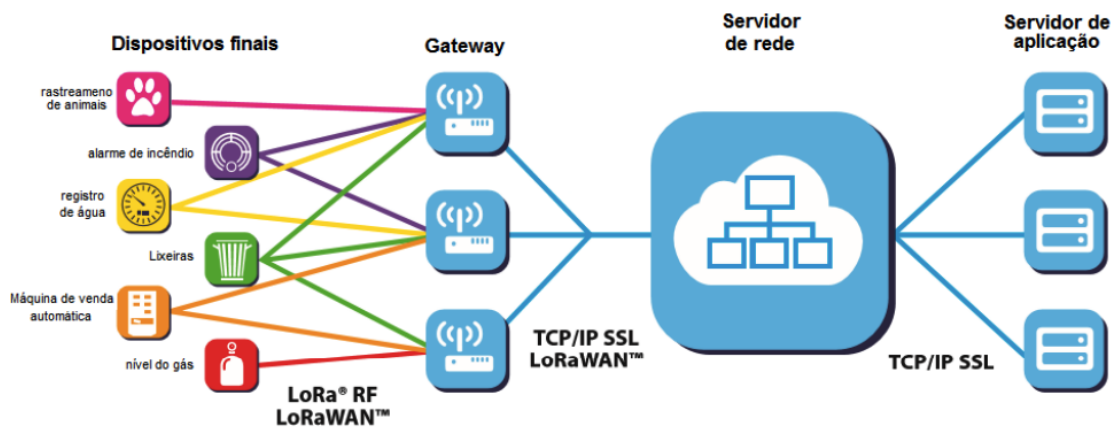 Dispositivos finais
Gateway
Servidor
de rede
Servidor de
aplicação
rastreameno
de animais
alarme de incêndio
registro
de água
Lixeiras
Máquina de venda
automática
nível do gás
LoRa® RF
LoRaWAN™
TCP/IP SSL
LoRaWAN™
TCP/IP SSL